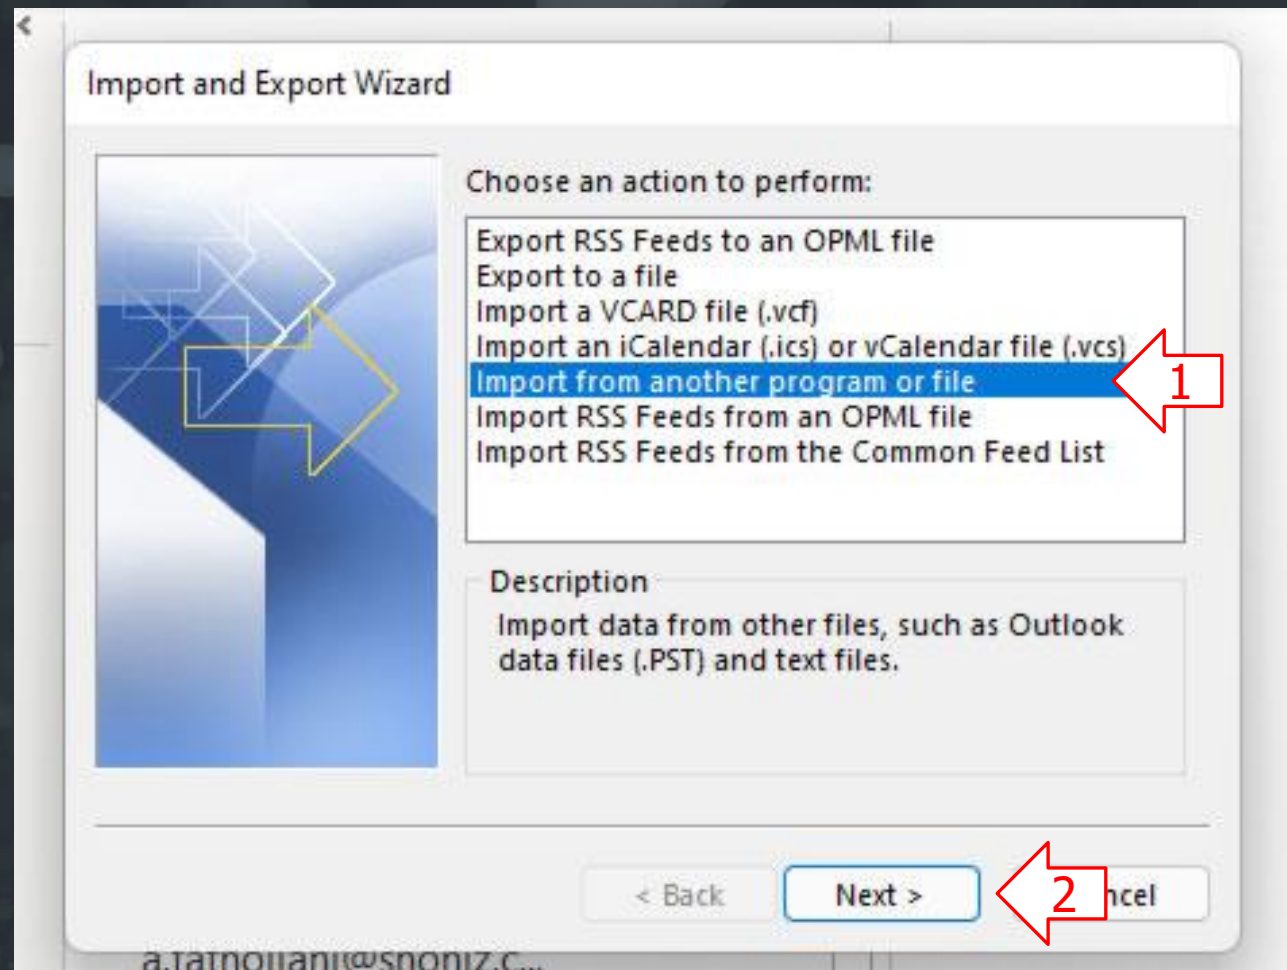 Import and Export Wizard
Choose an action to perform:
Export RSS Feeds to an OPML file
Export to a file
Import a VCARD file (.vcf)
Import an iCalendar (.ics) or vCalendar file (.vcs)
Import from another program or file
1
Import RSS Feeds from an OPML file
Import RSS Feeds from the Common Feed List
Description
Import data from other files, such as Outlook
data files (.PST) and text files.
< Back
Next >
2
ncel